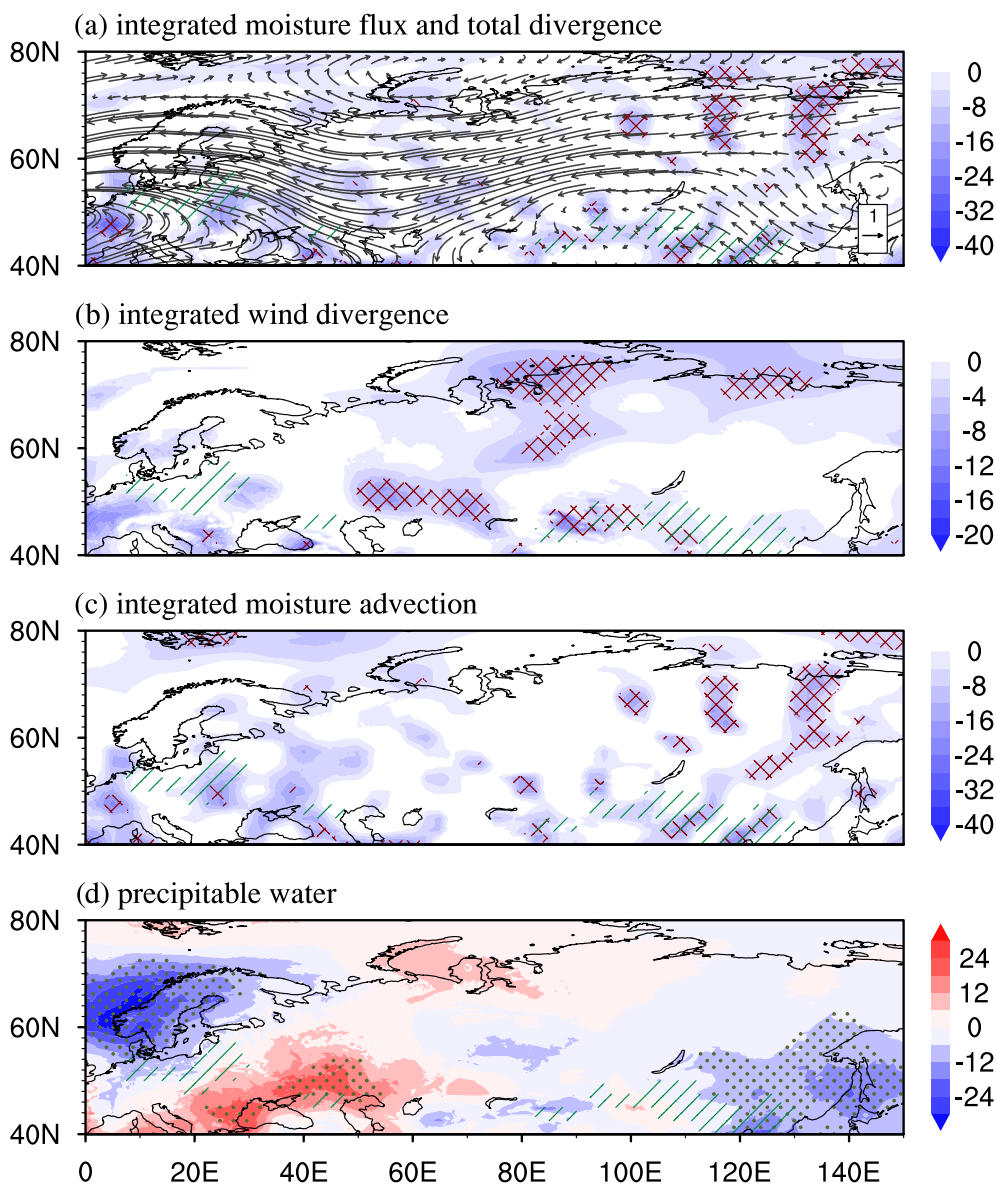 (a) integrated moisture flux and total divergence
80N
60N
40N
1
0
-8
-16
-24
-32
-40
(b) integrated wind divergence
80N
60N
40N
0
-4
-8
-12
-16
-20
(c) integrated moisture advection
80N
60N
40N
0
-8
-16
-24
-32
-40
(d) precipitable water
80N
60N
40N
24
12
0
-12
-24
0 20E 40E 60E 80E 100E 120E 140E